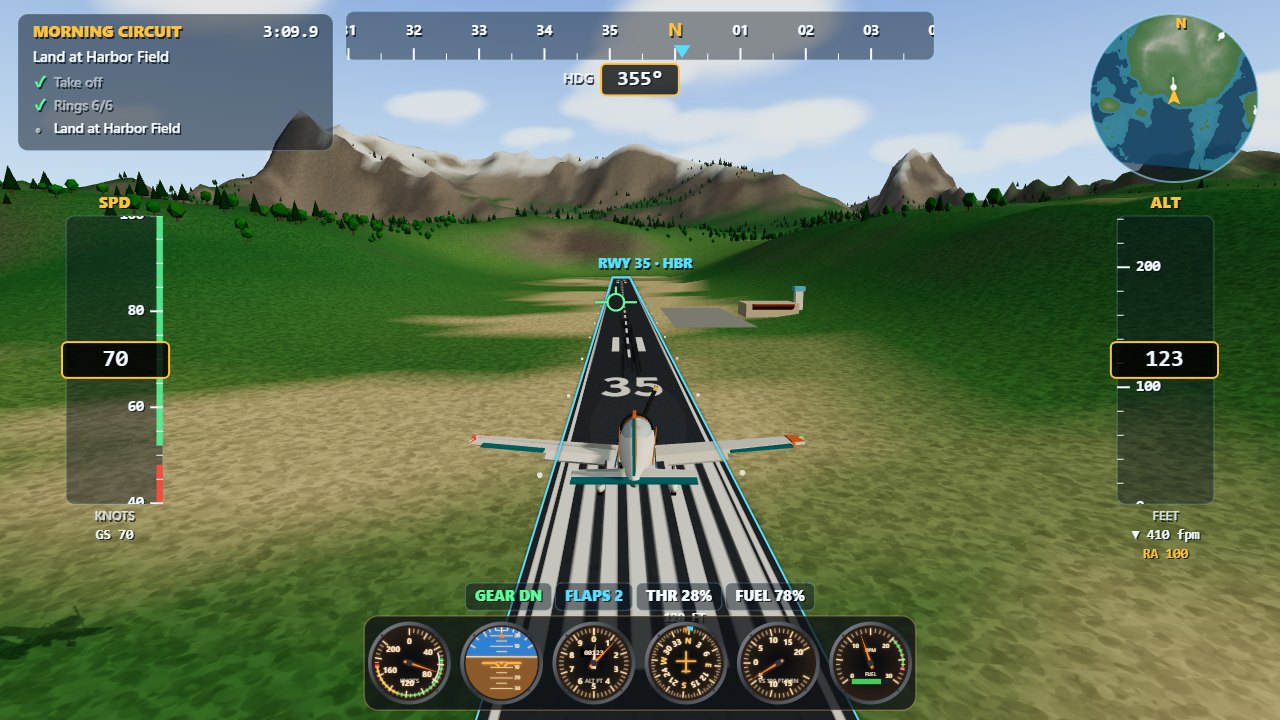 MORNING CIRCUIT 3:09.9
Land at Harbor Field
Take off
Rings 6/6
Land at Harbor Field
32 33 34 35 N 01 02 03
HDG 355°
N
SPD
80
70
60
40
KNOTS
GS 70
ALT
200
123
100
FEET
▼ 410 fpm
RA 100
RWY 35 · HBR
35
GEAR DN FLAPS 2 THR 28% FUEL 78%